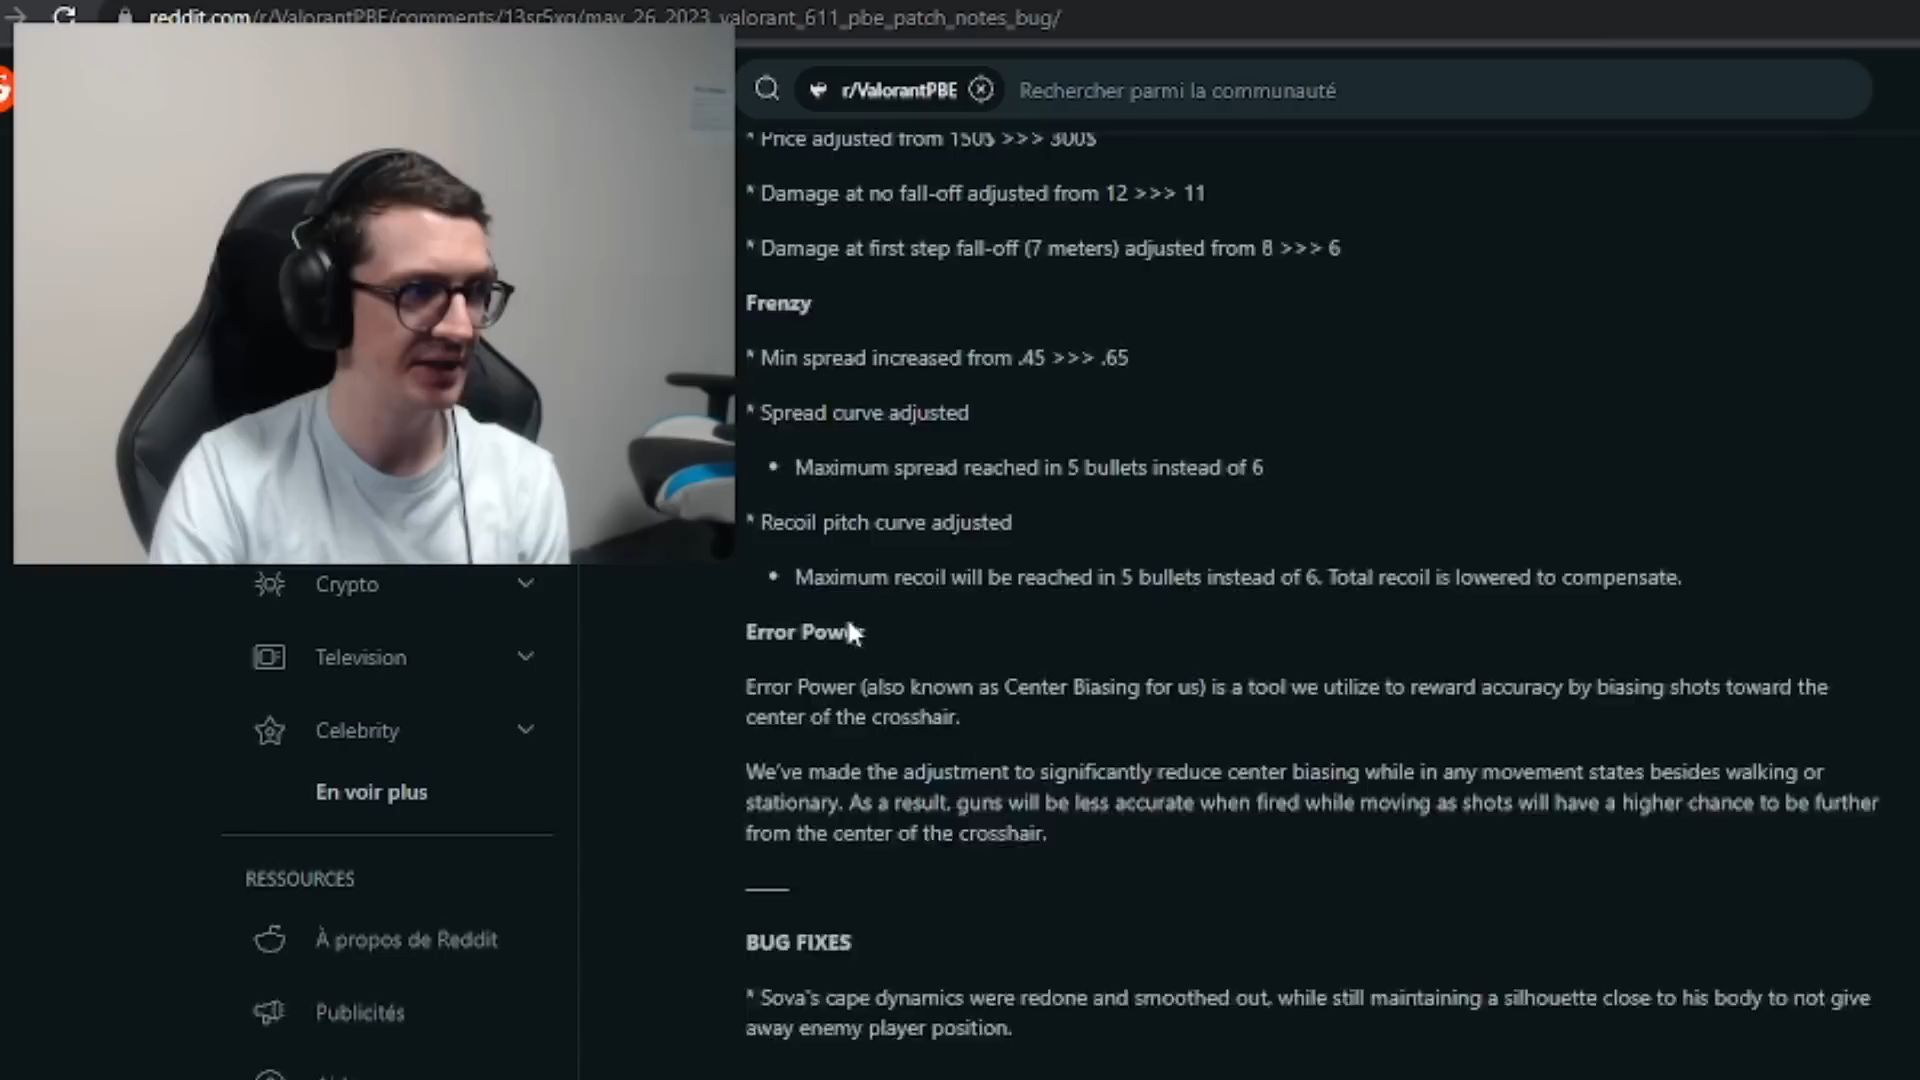 reddit.com/r/ValorantPBE/comments/13sr5xq/may_26_2023_valorant_611_pbe_patch_notes_bug/
r/ValorantPBE Rechercher parmi la communauté
* Price adjusted from 150$ >>> 300$
* Damage at no fall-off adjusted from 12 >>> 11
* Damage at first step fall-off (7 meters) adjusted from 8 >>> 6
Frenzy
* Min spread increased from .45 >>> .65
* Spread curve adjusted
• Maximum spread reached in 5 bullets instead of 6
* Recoil pitch curve adjusted
• Maximum recoil will be reached in 5 bullets instead of 6. Total recoil is lowered to compensate.
Error Power
Error Power (also known as Center Biasing for us) is a tool we utilize to reward accuracy by biasing shots toward the
center of the crosshair.
We've made the adjustment to significantly reduce center biasing while in any movement states besides walking or
stationary. As a result, guns will be less accurate when fired while moving as shots will have a higher chance to be further
from the center of the crosshair.
BUG FIXES
* Sova's cape dynamics were redone and smoothed out, while still maintaining a silhouette close to his body to not give
away enemy player position.
Crypto
Television
Celebrity
En voir plus
RESSOURCES
À propos de Reddit
Publicités